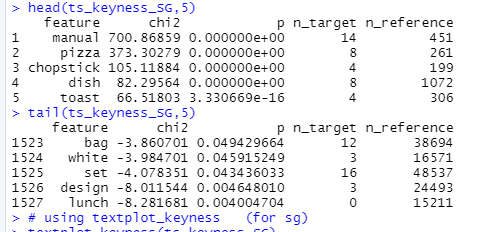 > head(ts_keyness_SG,5)
feature chi2 p n_target n_reference
1 manual 700.86859 0.000000e+00 14 451
2 pizza 373.30279 0.000000e+00 8 261
3 chopstick 105.11884 0.000000e+00 4 199
4 dish 82.29564 0.000000e+00 8 1072
5 toast 66.51803 3.330669e-16 4 306
> tail(ts_keyness_SG,5)
feature chi2 p n_target n_reference
1523 bag -3.860701 0.049429664 12 38694
1524 white -3.984701 0.045915249 3 16571
1525 set -4.078351 0.043436033 16 48537
1526 design -8.011544 0.004648010 3 24493
1527 lunch -8.281681 0.004004704 0 15211
> # using textplot_keyness (for sg)
> textplot_keyness(ts_keyness_SG)